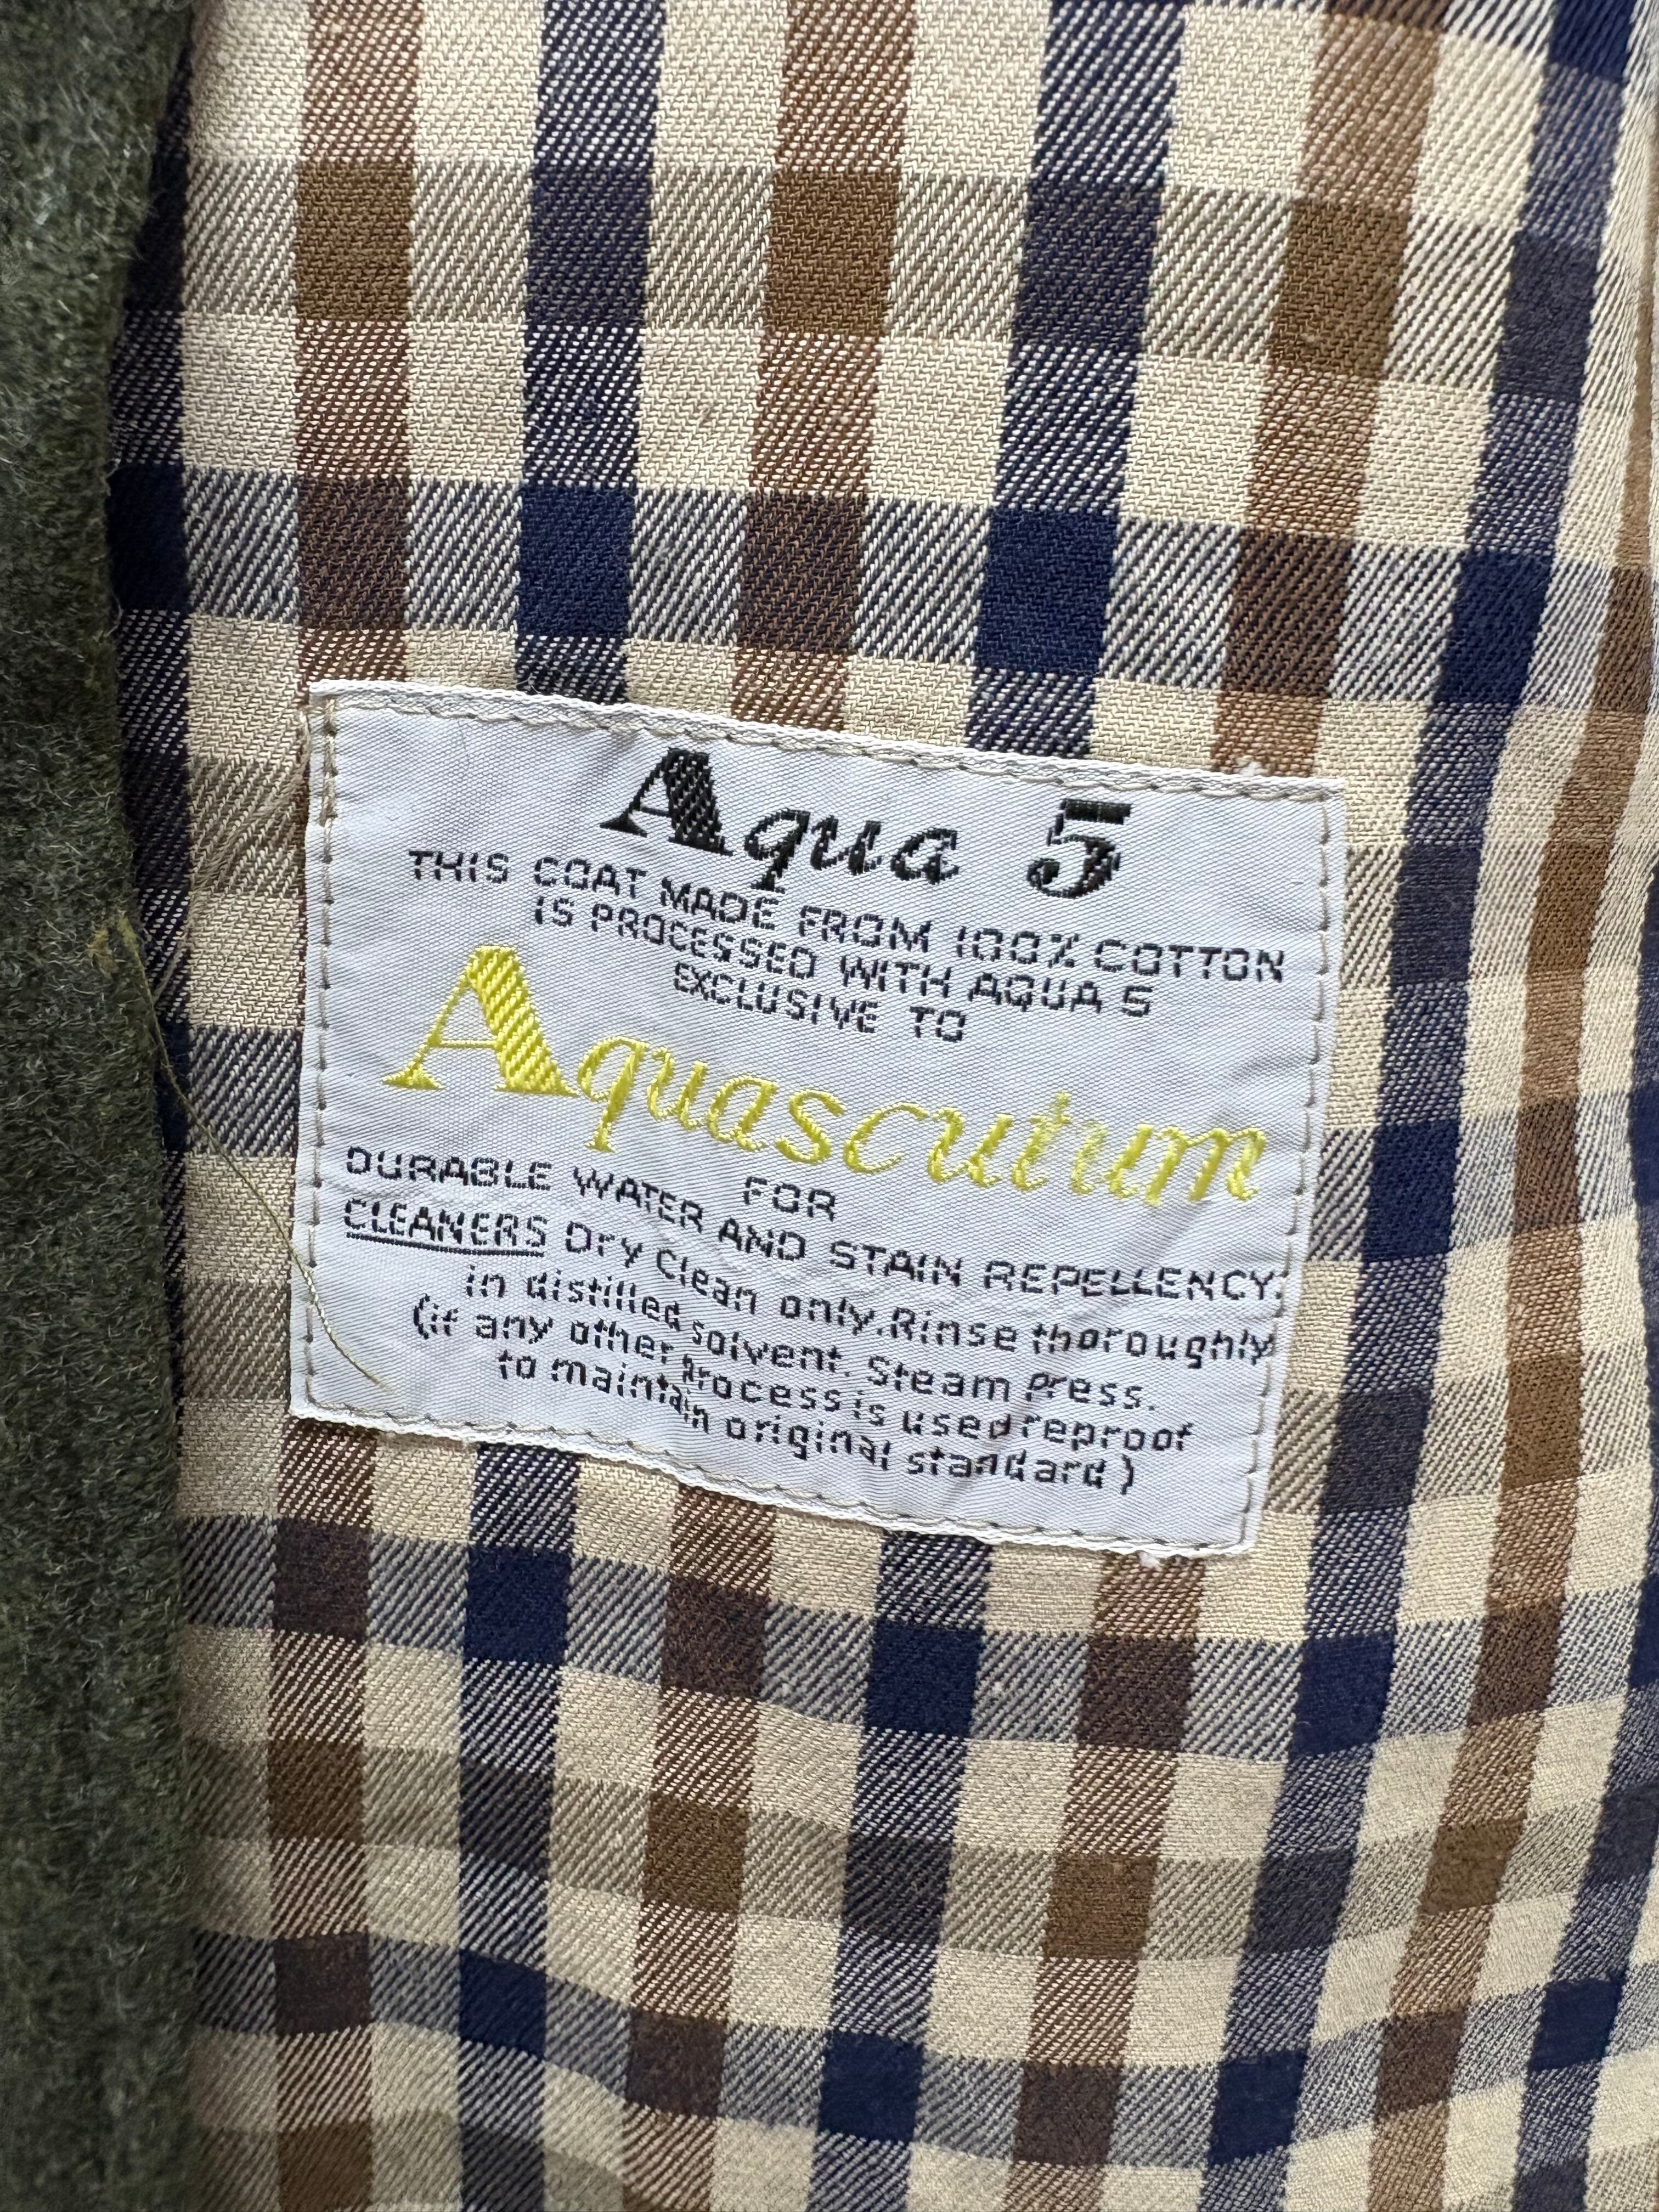 Aqua 5
THIS COAT MADE FROM 100% COTTON
IS PROCESSED WITH AQUA 5
EXCLUSIVE TO
Aquascutum
FOR
DURABLE WATER AND STAIN REPELLENCY.
CLEANERS Dry Clean only. Rinse thoroughly
in distilled solvent. Steam Press.
(if any other Process is used reproof
to maintain original standard)